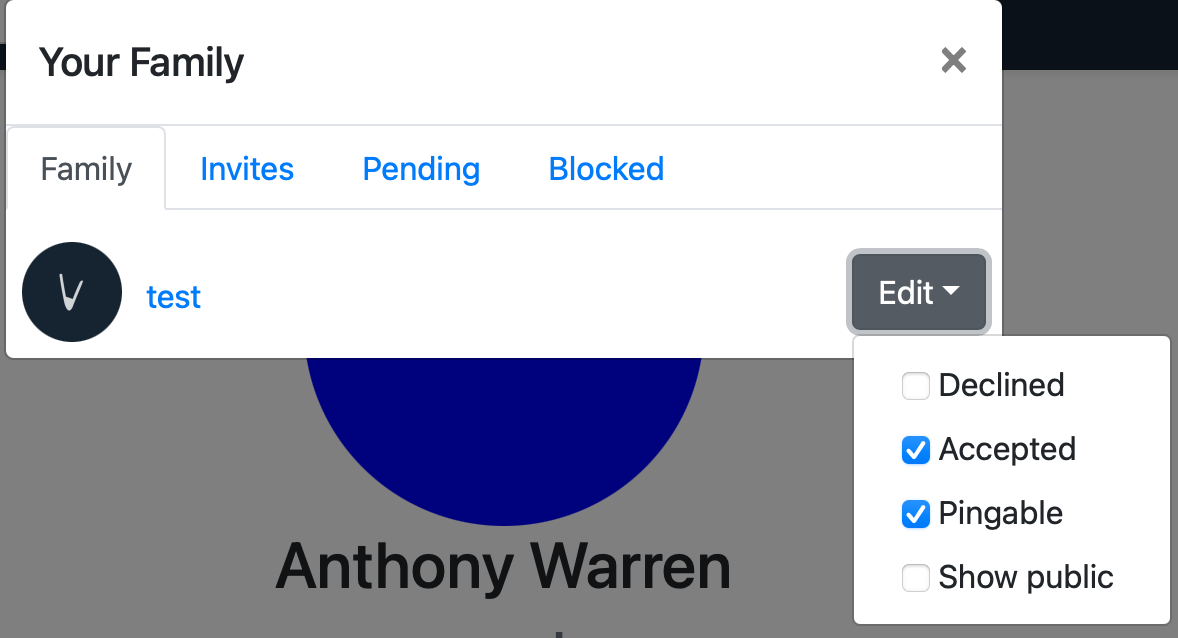 Your Family ×
Family Invites Pending Blocked
test Edit
Declined
Accepted
Pingable
Show public
Anthony Warren